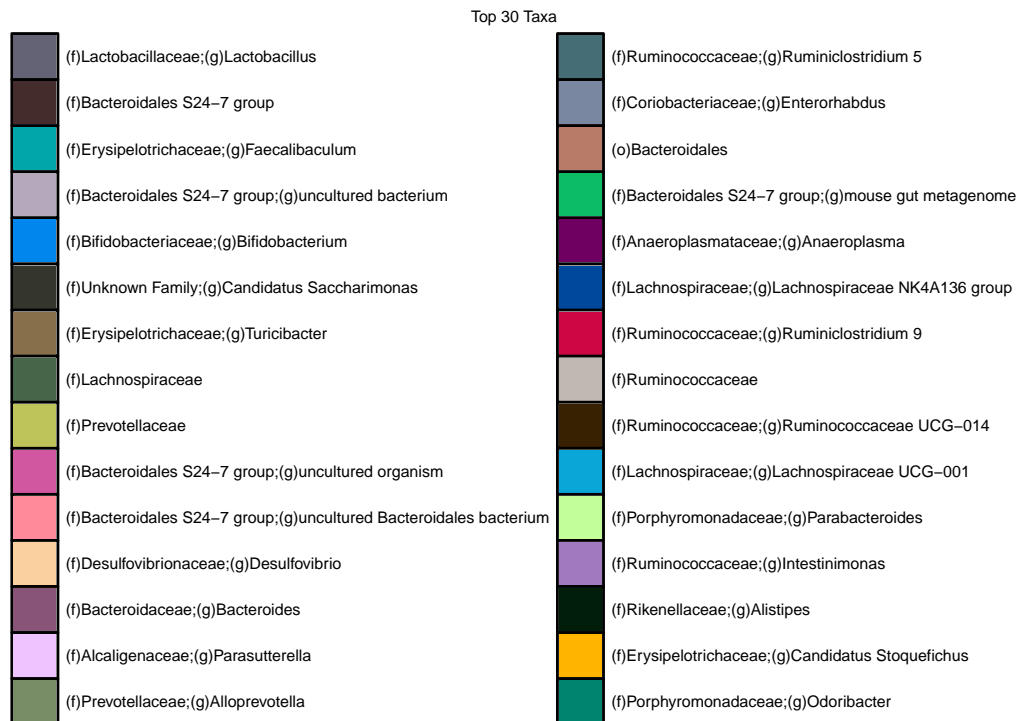 Top 30 Taxa
(f)Lactobacillaceae;(g)Lactobacillus
(f)Bacteroidales S24−7 group
(f)Erysipelotrichaceae;(g)Faecalibaculum
(f)Bacteroidales S24−7 group;(g)uncultured bacterium
(f)Bifidobacteriaceae;(g)Bifidobacterium
(f)Unknown Family;(g)Candidatus Saccharimonas
(f)Erysipelotrichaceae;(g)Turicibacter
(f)Lachnospiraceae
(f)Prevotellaceae
(f)Bacteroidales S24−7 group;(g)uncultured organism
(f)Bacteroidales S24−7 group;(g)uncultured Bacteroidales bacterium
(f)Desulfovibrionaceae;(g)Desulfovibrio
(f)Bacteroidaceae;(g)Bacteroides
(f)Alcaligenaceae;(g)Parasutterella
(f)Prevotellaceae;(g)Alloprevotella
(f)Ruminococcaceae;(g)Ruminiclostridium 5
(f)Coriobacteriaceae;(g)Enterorhabdus
(o)Bacteroidales
(f)Bacteroidales S24−7 group;(g)mouse gut metagenome
(f)Anaeroplasmataceae;(g)Anaeroplasma
(f)Lachnospiraceae;(g)Lachnospiraceae NK4A136 group
(f)Ruminococcaceae;(g)Ruminiclostridium 9
(f)Ruminococcaceae
(f)Ruminococcaceae;(g)Ruminococcaceae UCG−014
(f)Lachnospiraceae;(g)Lachnospiraceae UCG−001
(f)Porphyromonadaceae;(g)Parabacteroides
(f)Ruminococcaceae;(g)Intestinimonas
(f)Rikenellaceae;(g)Alistipes
(f)Erysipelotrichaceae;(g)Candidatus Stoquefichus
(f)Porphyromonadaceae;(g)Odoribacter